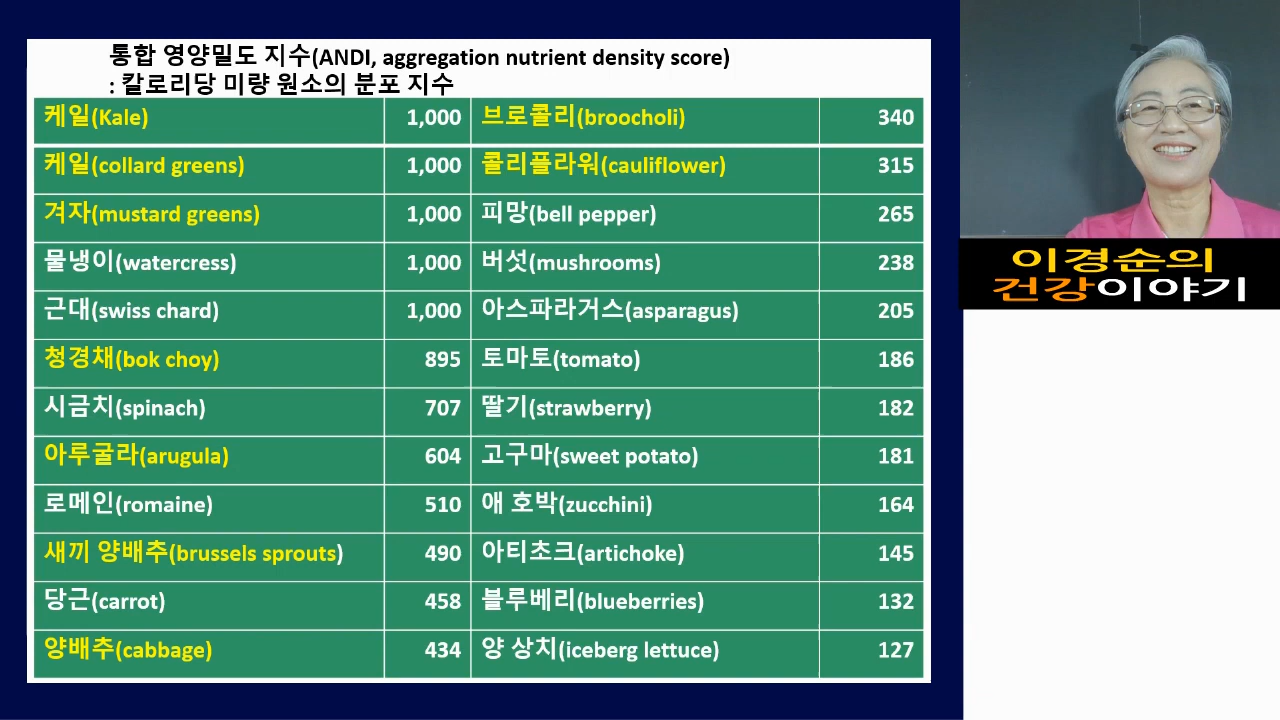 통합 영양밀도 지수(ANDI, aggregation nutrient density score)
: 칼로리당 미량 원소의 분포 지수
케일(Kale) 1,000 브로콜리(broocholi) 340
케일(collard greens) 1,000 콜리플라워(cauliflower) 315
겨자(mustard greens) 1,000 피망(bell pepper) 265
물냉이(watercress) 1,000 버섯(mushrooms) 238
근대(swiss chard) 1,000 아스파라거스(asparagus) 205
청경채(bok choy) 895 토마토(tomato) 186
시금치(spinach) 707 딸기(strawberry) 182
아루굴라(arugula) 604 고구마(sweet potato) 181
로메인(romaine) 510 애 호박(zucchini) 164
새끼 양배추(brussels sprouts) 490 아티초크(artichoke) 145
당근(carrot) 458 블루베리(blueberries) 132
양배추(cabbage) 434 양 상치(iceberg lettuce) 127
이경순의
건강이야기